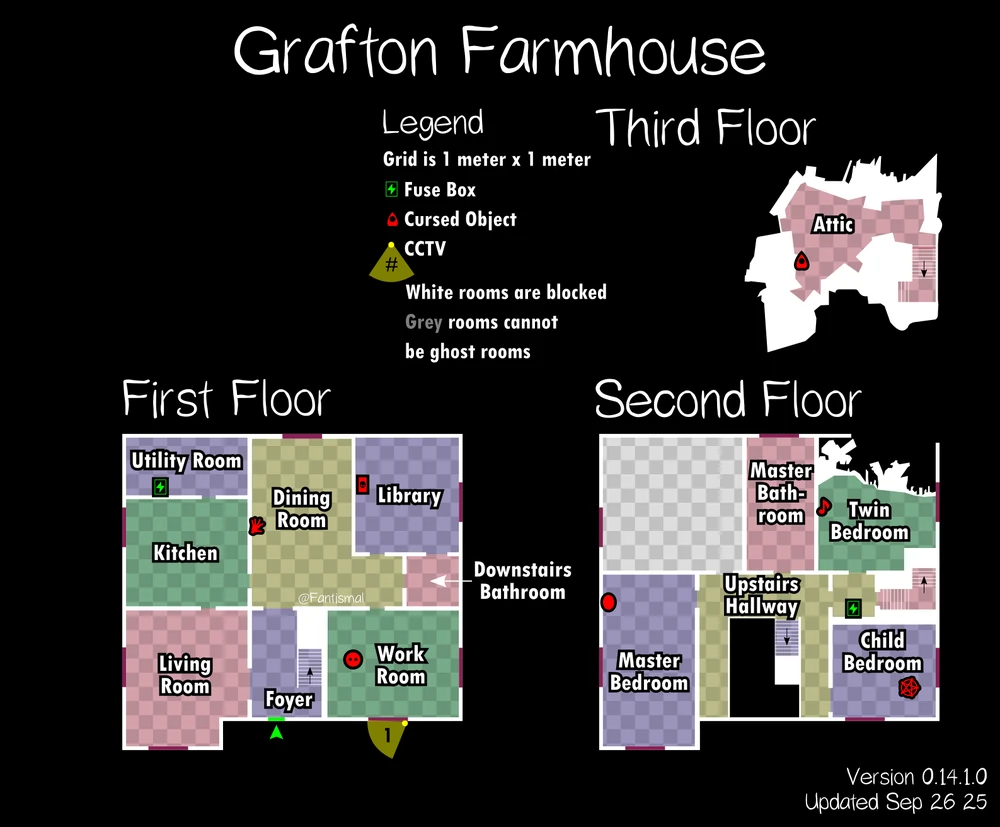 Grafton Farmhouse
Legend
Grid is 1 meter x 1 meter
Fuse Box
Cursed Object
#
CCTV
White rooms are blocked
Grey rooms cannot
be ghost rooms
Third Floor
Attic
First Floor
Utility Room
Kitchen
Dining
Room
Library
Downstairs
Bathroom
@Fantismal
Living
Room
Foyer
Work
Room
1
Second Floor
Master
Bath-
room
Twin
Bedroom
Upstairs
Hallway
Master
Bedroom
Child
Bedroom
Version 0.14.1.0
Updated Sep 26 25